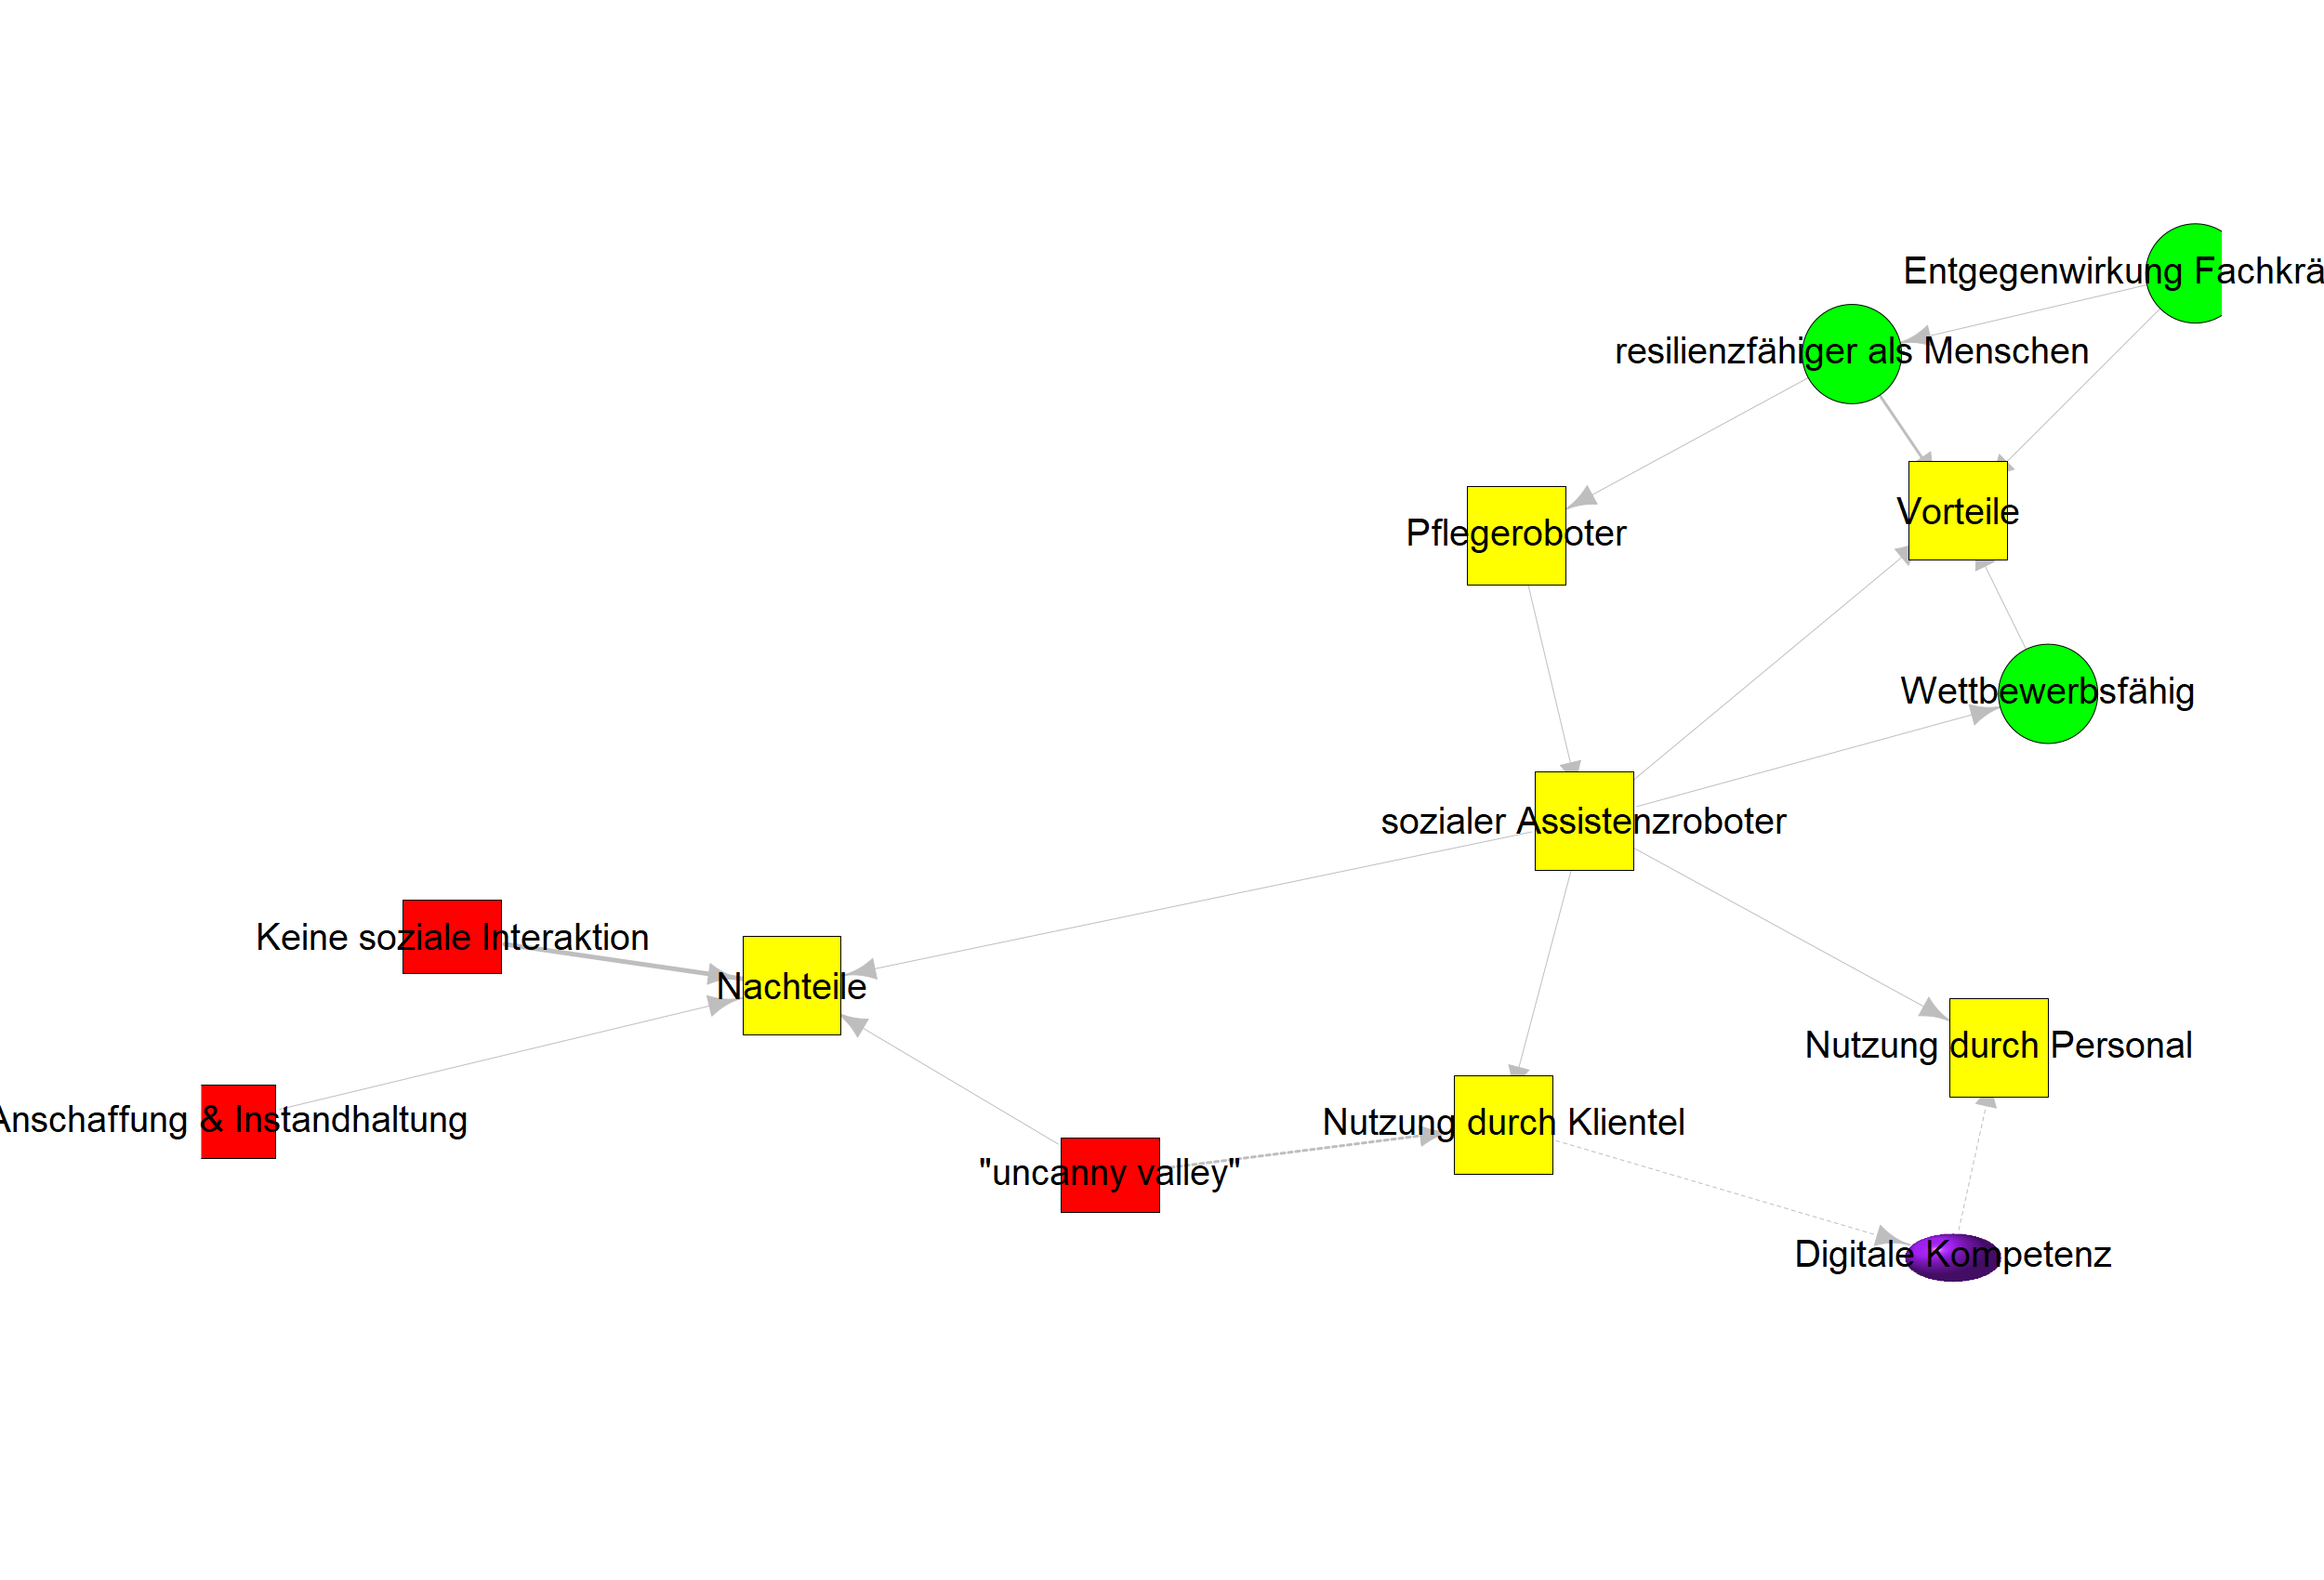 Entgegenwirkung Fachkrä
resilienzfähiger als Menschen
Vorteile
Pflegeroboter
Wettbewerbsfähig
sozialer Assistenzroboter
Keine soziale Interaktion
Nachteile
Nutzung durch Personal
Anschaffung & Instandhaltung
Nutzung durch Klientel
"uncanny valley"
Digitale Kompetenz